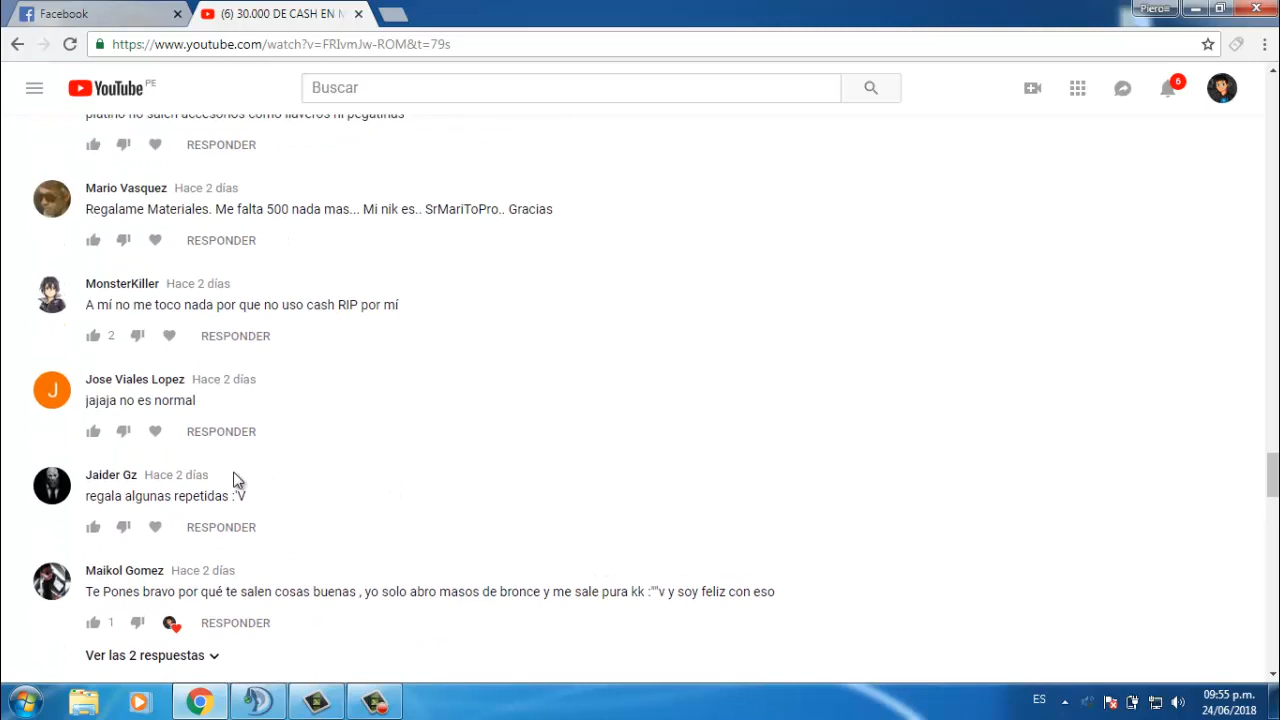 Facebook
(6) 30.000 DE CASH EN M
Piero
https://www.youtube.com/watch?v=FRIvmJw-ROM&t=79s
YouTube PE
Buscar
6
platino no salen accesorios como llaveros ni pegatinas
RESPONDER
Mario Vasquez Hace 2 días
Regalame Materiales. Me falta 500 nada mas... Mi nik es.. SrMariToPro.. Gracias
RESPONDER
MonsterKiller Hace 2 días
A mí no me toco nada por que no uso cash RIP por mí
2 RESPONDER
Jose Viales Lopez Hace 2 días
J
jajaja no es normal
RESPONDER
Jaider Gz Hace 2 días
regala algunas repetidas :'V
RESPONDER
Maikol Gomez Hace 2 días
Te Pones bravo por qué te salen cosas buenas , yo solo abro masos de bronce y me sale pura kk :""v y soy feliz con eso
1 RESPONDER
Ver las 2 respuestas
ES
09:55 p.m.
24/06/2018